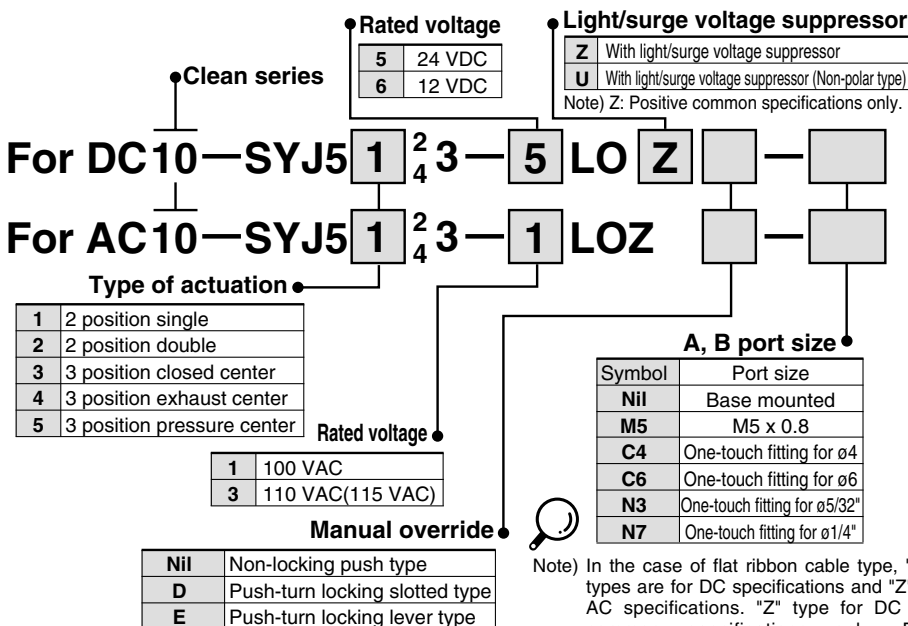 Rated voltage
5 24 VDC
6 12 VDC
Light/surge voltage suppressor
Z With light/surge voltage suppressor
U With light/surge voltage suppressor (Non-polar type)
Note) Z: Positive common specifications only.
Clean series
For DC 10—SYJ5 1 2 4 3— 5 LO Z □—□
For AC 10—SYJ5 1 2 4 3— 1 LOZ □—□
Type of actuation
1 2 position single
2 2 position double
3 3 position closed center
4 3 position exhaust center
5 3 position pressure center
Rated voltage
1 100 VAC
3 110 VAC(115 VAC)
Manual override
Nil Non-locking push type
D Push-turn locking slotted type
E Push-turn locking lever type
A, B port size
Symbol Port size
Nil Base mounted
M5 M5 x 0.8
C4 One-touch fitting for ø4
C6 One-touch fitting for ø6
N3 One-touch fitting for ø5/32"
N7 One-touch fitting for ø1/4"
Note) In the case of flat ribbon cable type, "
types are for DC specifications and "Z"
AC specifications. "Z" type for DC